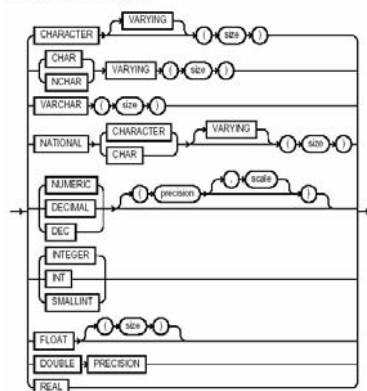 VARYING
CHARACTER ( size )
CHAR
VARYING ( size )
NCHAR
VARCHAR ( size )
CHARACTER VARYING
NATIONAL ( size )
CHAR
NUMERIC , scale
DECIMAL ( precision )
DEC
INTEGER
INT
SMALLINT
( size )
FLOAT
DOUBLE PRECISION
REAL